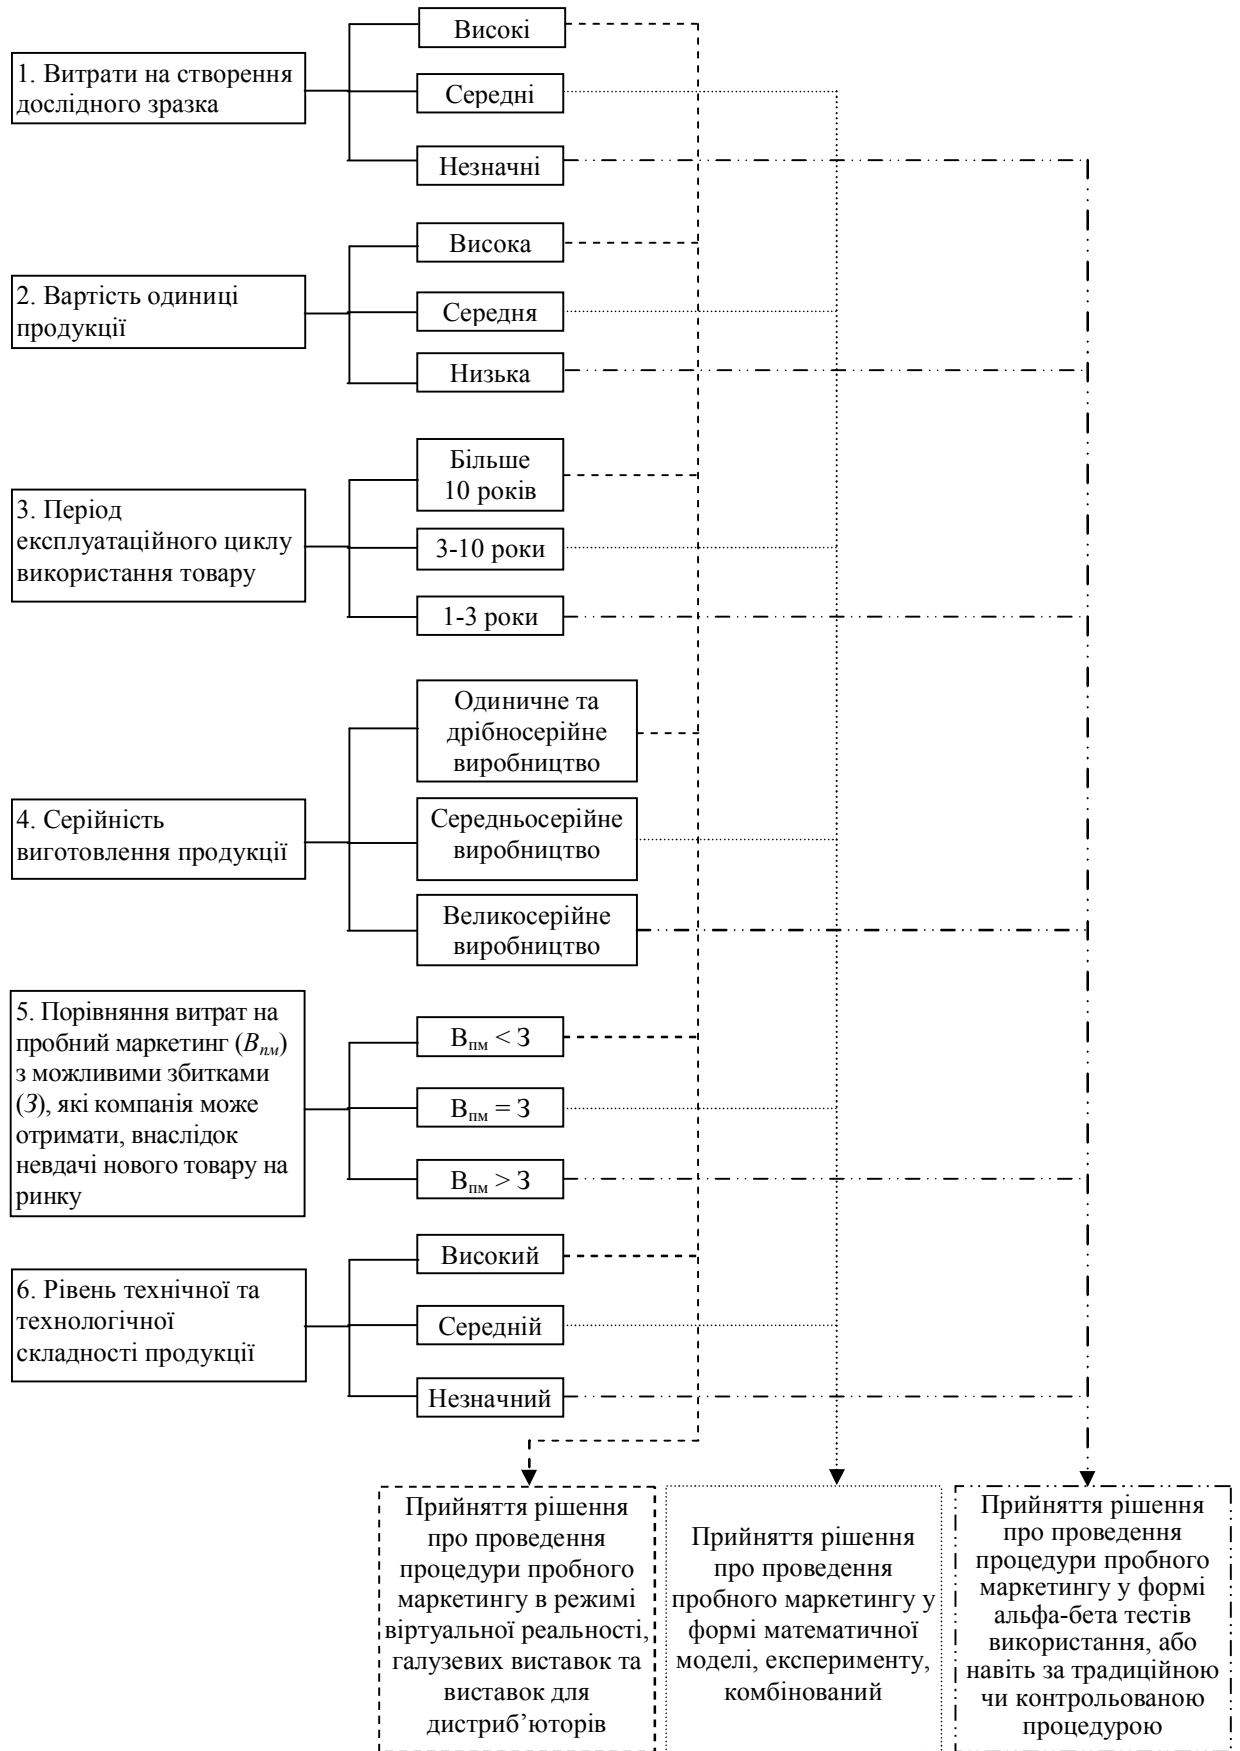 1. Витрати на створення
дослідного зразка
Високі
Середні
Незначні
2. Вартість одиниці
продукції
Висока
Середня
Низька
3. Період
експлуатаційного циклу
використання товару
Більше
10 років
3-10 роки
1-3 роки
4. Серійність
виготовлення продукції
Одиничне та
дрібносерійне
виробництво
Середньосерійне
виробництво
Великосерійне
виробництво
5. Порівняння витрат на
пробний маркетинг (Впм)
з можливими збитками
(З), які компанія може
отримати, внаслідок
невдачі нового товару на
ринку
Впм < З
Впм = З
Впм > З
6. Рівень технічної та
технологічної
складності продукції
Високий
Середній
Незначний
Прийняття рішення
про проведення
процедури пробного
маркетингу в режимі
віртуальної реальності,
галузевих виставок та
виставок для
дистриб’юторів
Прийняття рішення
про проведення
пробного маркетингу у
формі математичної
моделі, експерименту,
комбінований
Прийняття рішення
про проведення
процедури пробного
маркетингу у формі
альфа-бета тестів
використання, або
навіть за традиційною
чи контрольованою
процедурою